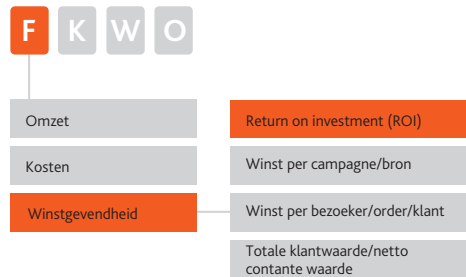 F K W O
Omzet
Kosten
Winstgevendheid
Return on investment (ROI)
Winst per campagne/bron
Winst per bezoeker/order/klant
Totale klantwaarde/netto
contante waarde